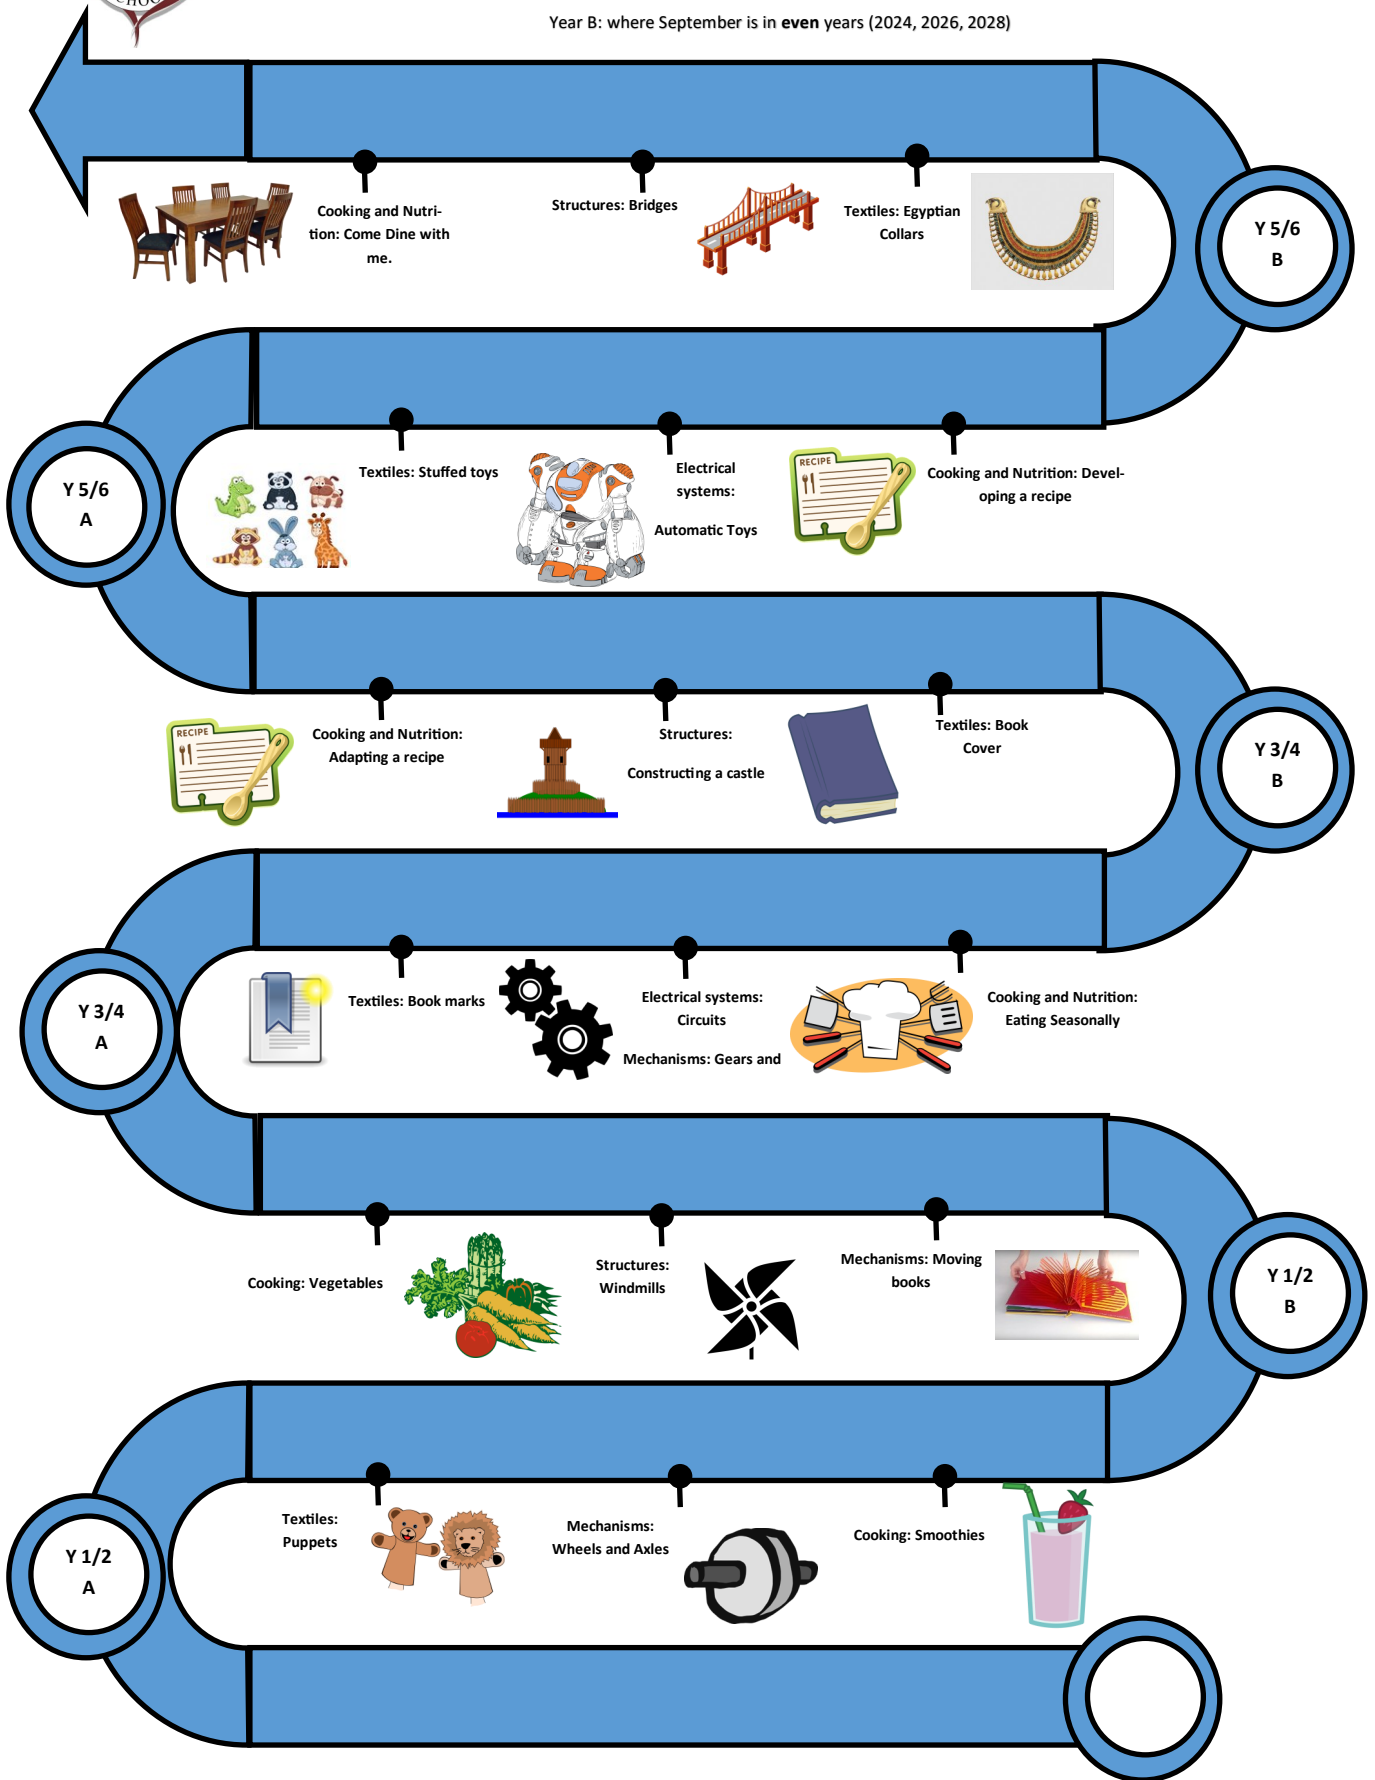 CHOO
Year B: where September is in even years (2024, 2026, 2028)
Cooking and Nutri-
tion: Come Dine with
me.
Structures: Bridges
Textiles: Egyptian
Collars
Y 5/6
B
Y 5/6
A
Textiles: Stuffed toys
Electrical
systems:
Automatic Toys
RECIPE
Cooking and Nutrition: Devel-
oping a recipe
RECIPE
Cooking and Nutrition:
Adapting a recipe
Structures:
Constructing a castle
Textiles: Book
Cover
Y 3/4
B
Y 3/4
A
Textiles: Book marks
Electrical systems:
Circuits
Mechanisms: Gears and
Cooking and Nutrition:
Eating Seasonally
Cooking: Vegetables
Structures:
Windmills
Mechanisms: Moving
books
Y 1/2
B
Y 1/2
A
Textiles:
Puppets
Mechanisms:
Wheels and Axles
Cooking: Smoothies